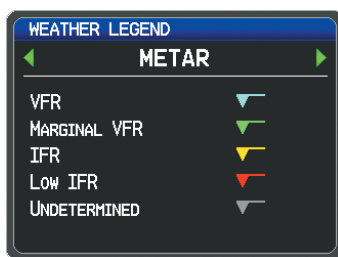 WEATHER LEGEND
METAR
VFR
MARGINAL VFR
IFR
LOW IFR
UNDETERMINED